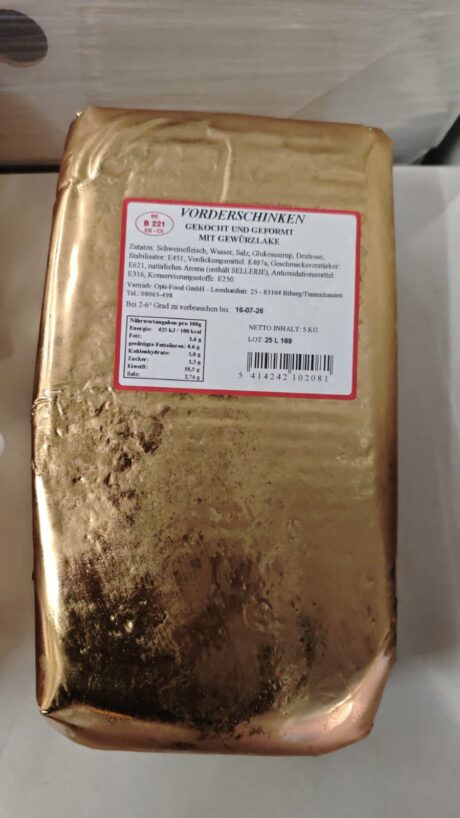 BE
B 221
EG - CE
VORDERSCHINKEN
GEKOCHT UND GEFORMT
MIT GEWÜRZLAKE
Zutaten: Schweinefleisch, Wasser, Salz, Glukosesirup, Dextrose,
Stabilisator: E451, Verdickungsmittel: E407a, Geschmacksverstärker:
E621, natürliches Aroma (enthält SELLERIE), Antioxidationsmittel:
E316, Konservierungsstoffe: E250
Vertrieb: Opti-Food GmbH - Leonhardistr. 25 - 83104 Biberg/Tuntenhausen
Tel.: 08065-498
Bei 2-6° Grad zu verbrauchen bis: 16-07-26
Nährwertangaben pro 100g
Energie: 425 kJ / 100 kcal
Fett: 1,6 g
gesättigte Fettsäuren: 0.6 g
Kohlenhydrate: 3,0 g
Zucker: 1,5 g
Eiweiß: 18,5 g
Salz: 2,74 g
NETTO INHALT: 5 KG
LOT: 25 L 169
5 414242 102081